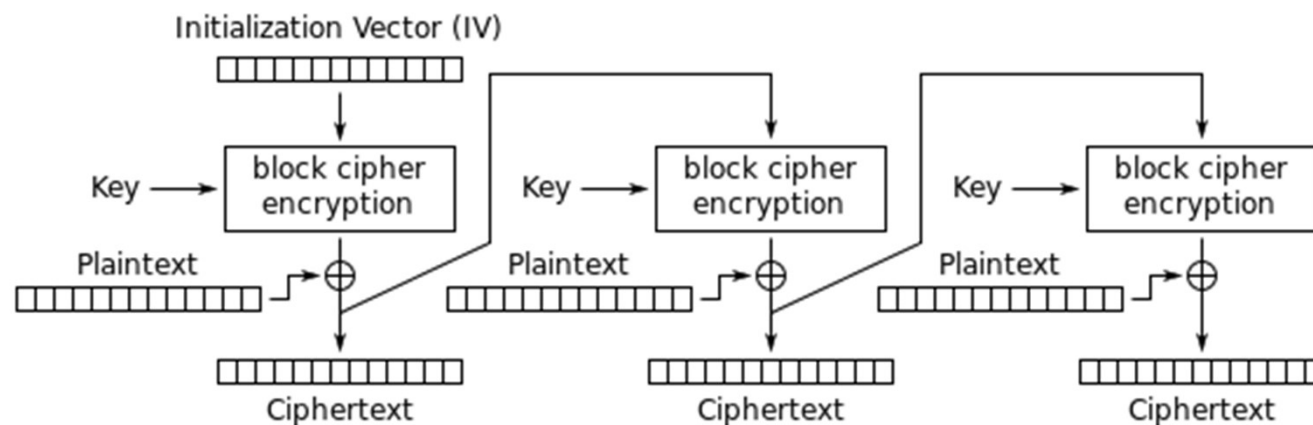 Initialization Vector (IV)
Key
block cipher
encryption
Key
block cipher
encryption
Key
block cipher
encryption
Plaintext
Plaintext
Plaintext
Ciphertext
Ciphertext
Ciphertext